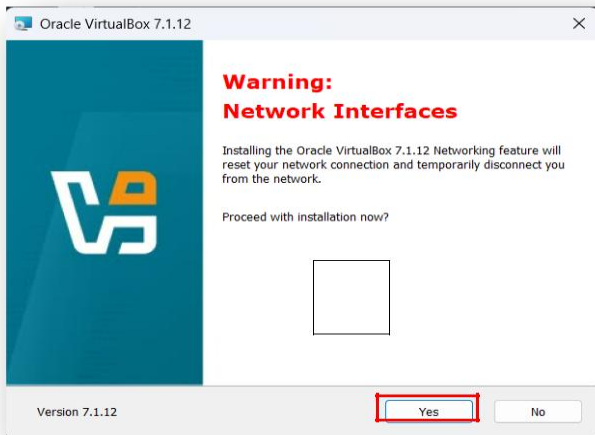 Oracle VirtualBox 7.1.12
Warning:
Network Interfaces
Installing the Oracle VirtualBox 7.1.12 Networking feature will
reset your network connection and temporarily disconnect you
from the network.
Proceed with installation now?
Version 7.1.12
Yes
No